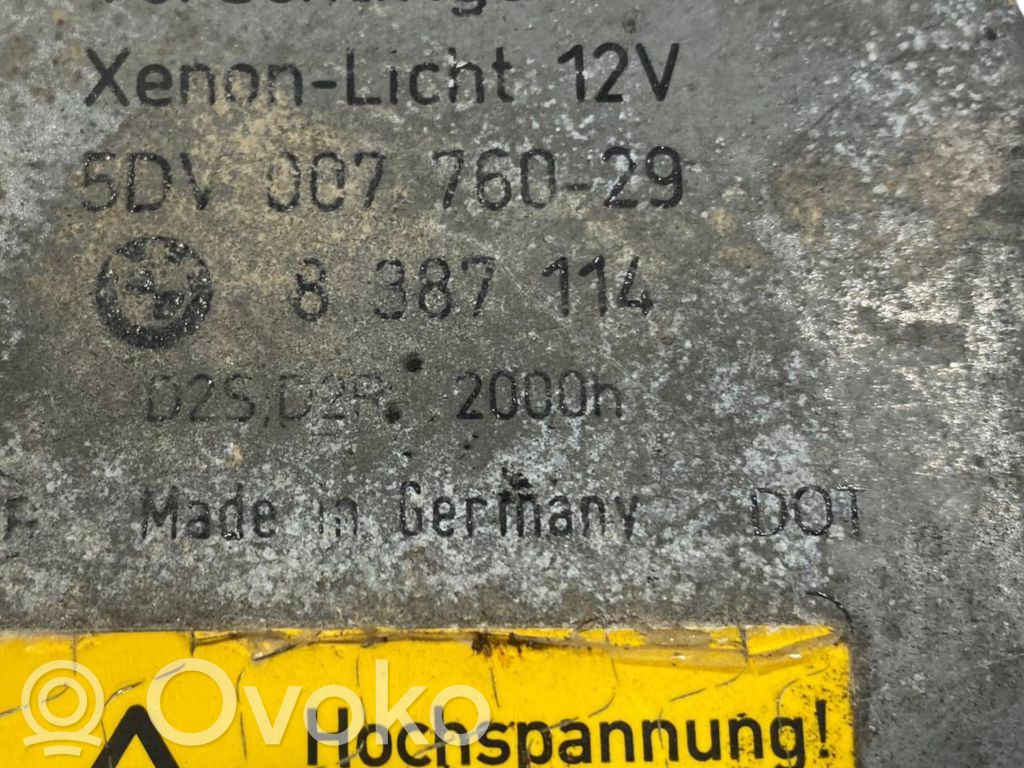 Xenon-Licht 12V
5DV 007 760-29
8 387 114
D2S,D2R 2000h
Made in Germany DOT
Ovoko
Hochspannung!